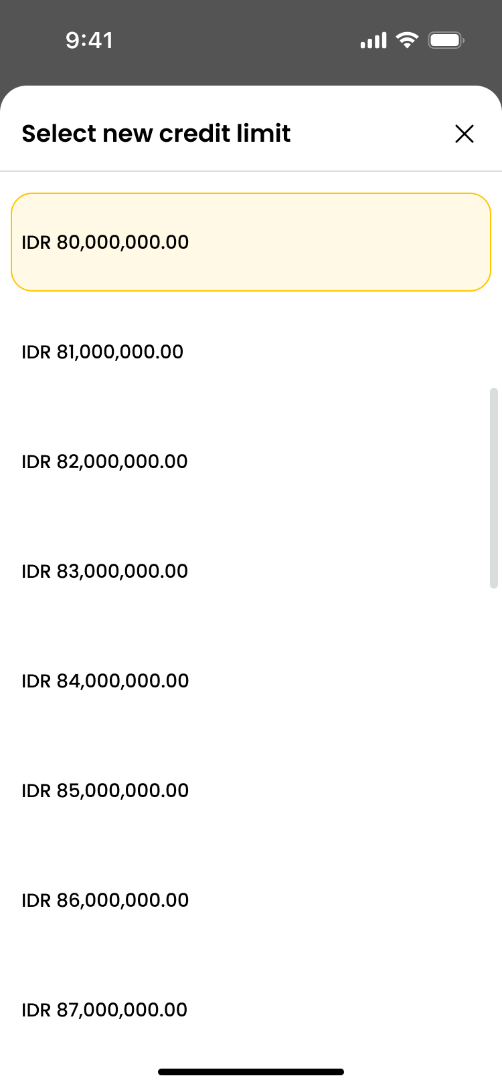 9:41
Select new credit limit
IDR 80,000,000.00
IDR 81,000,000.00
IDR 82,000,000.00
IDR 83,000,000.00
IDR 84,000,000.00
IDR 85,000,000.00
IDR 86,000,000.00
IDR 87,000,000.00